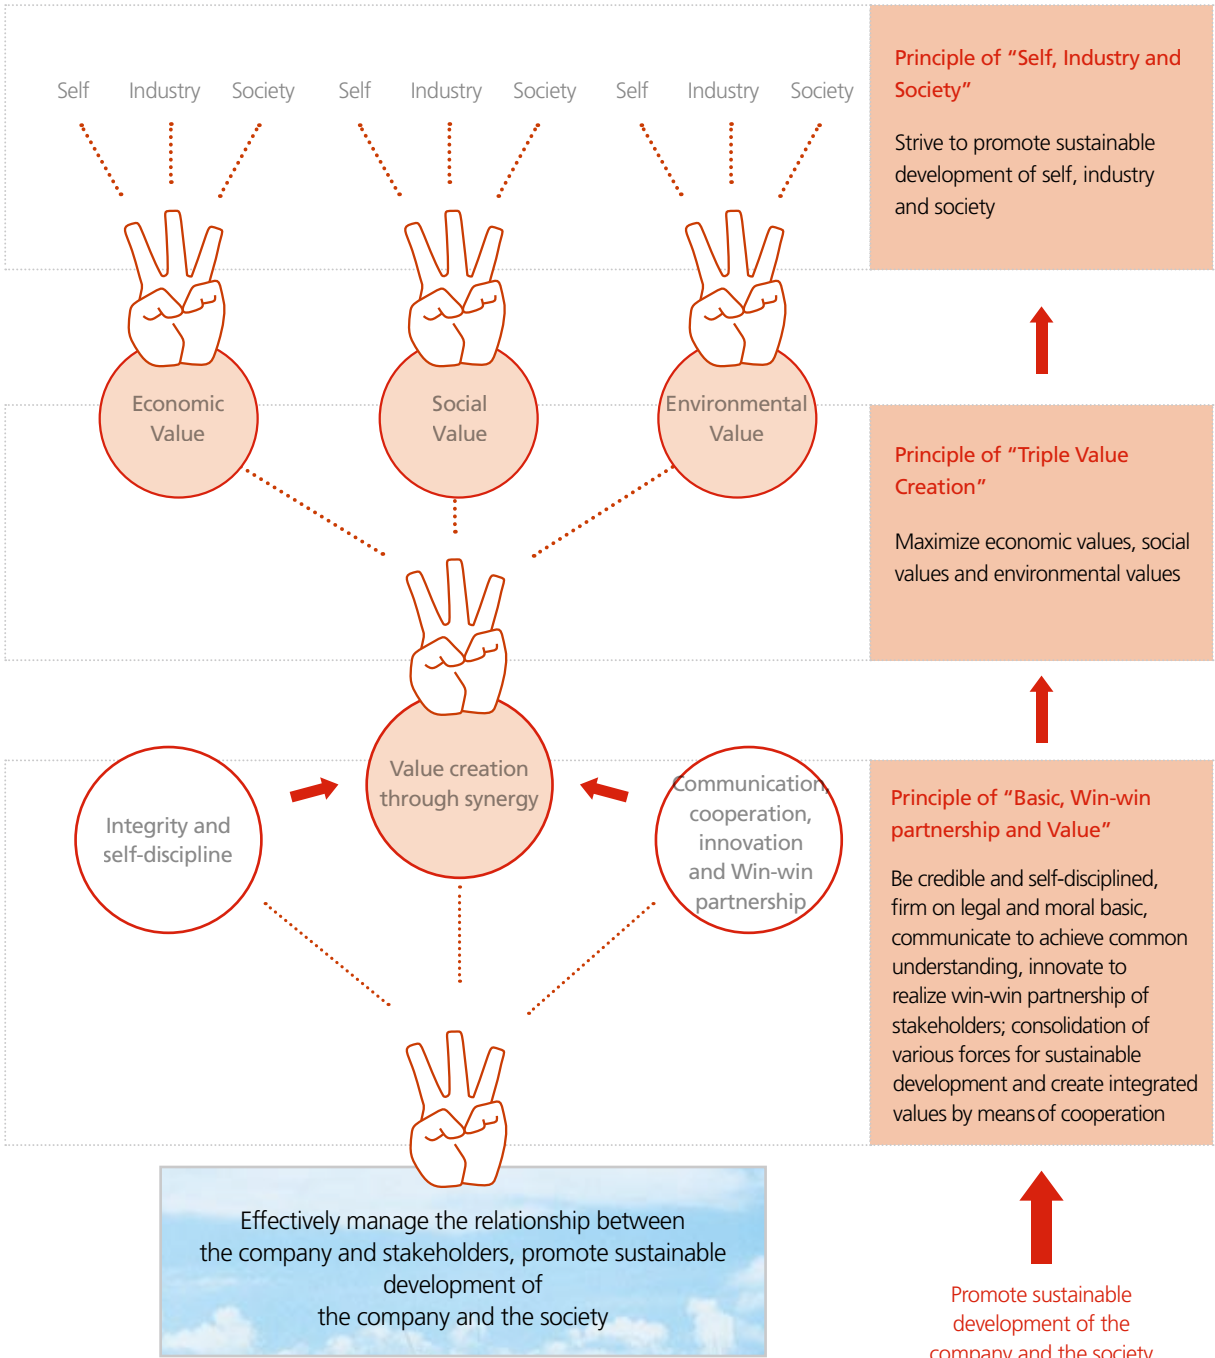 Self Industry Society Self Industry Society Self Industry Society
Principle of “Self, Industry and
Society”
Strive to promote sustainable
development of self, industry
and society
Economic
Value
Social
Value
Environmental
Value
Principle of “Triple Value
Creation”
Maximize economic values, social
values and environmental values
Integrity and
self-discipline
Value creation
through synergy
Communication,
cooperation,
innovation
and Win-win
partnership
Principle of “Basic, Win-win
partnership and Value”
Be credible and self-disciplined,
firm on legal and moral basic,
communicate to achieve common
understanding, innovate to
realize win-win partnership of
stakeholders; consolidation of
various forces for sustainable
development and create integrated
values by means of cooperation
Effectively manage the relationship between
the company and stakeholders, promote sustainable
development of
the company and the society
Promote sustainable
development of the
company and the society